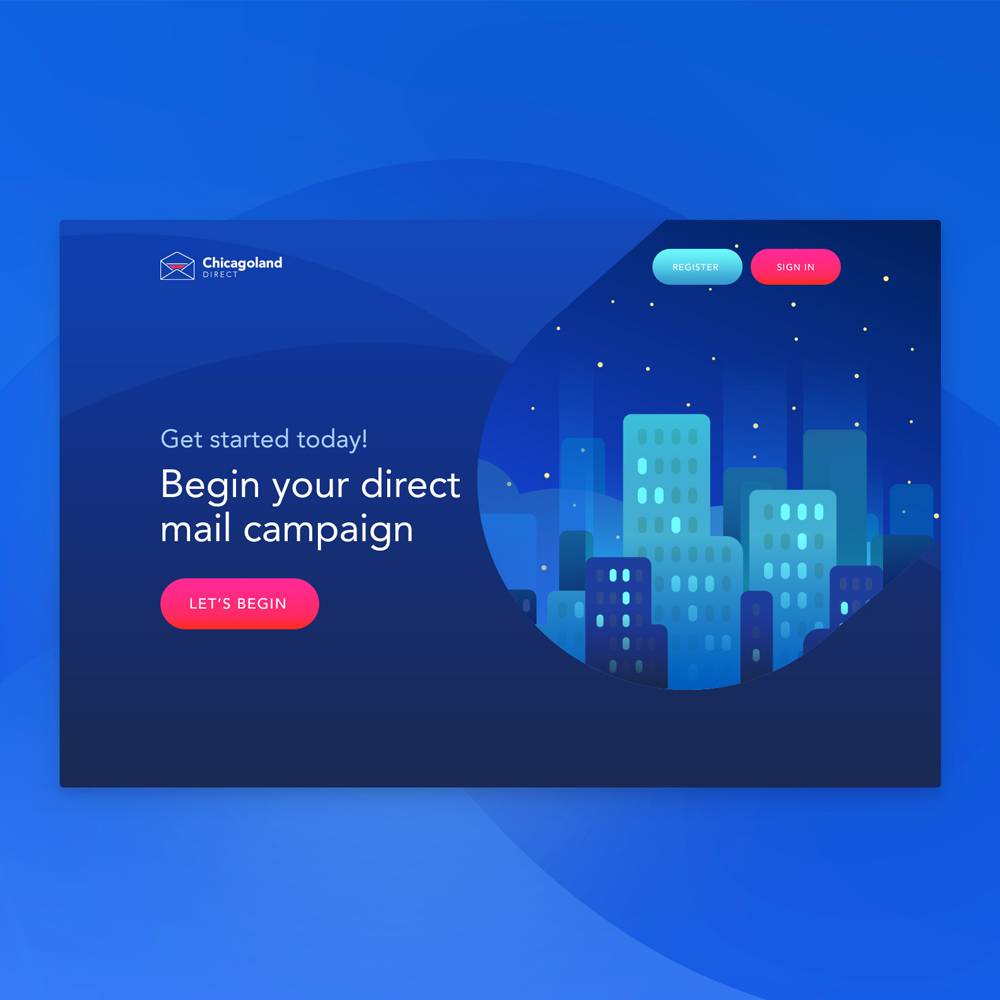 Chicagoland
DIRECT
REGISTER
SIGN IN
Get started today!
Begin your direct
mail campaign
LET'S BEGIN